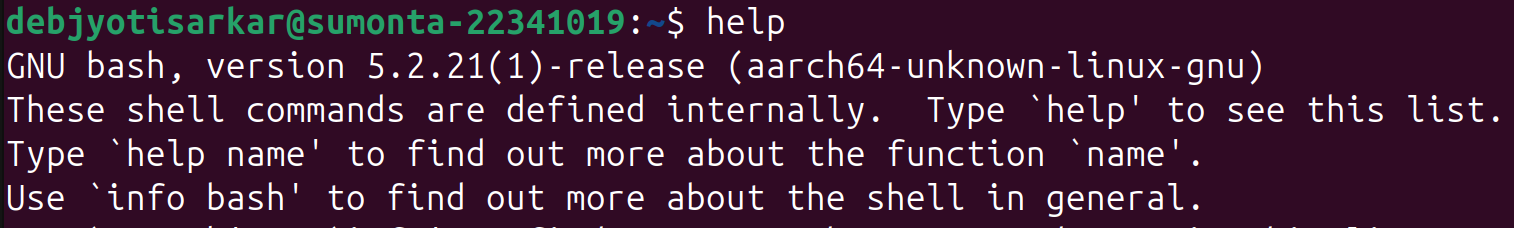 debjyotisarkar@sumonta-22341019:~$ help
GNU bash, version 5.2.21(1)-release (aarch64-unknown-linux-gnu)
These shell commands are defined internally.  Type `help' to see this list.
Type `help name' to find out more about the function `name'.
Use `info bash' to find out more about the shell in general.